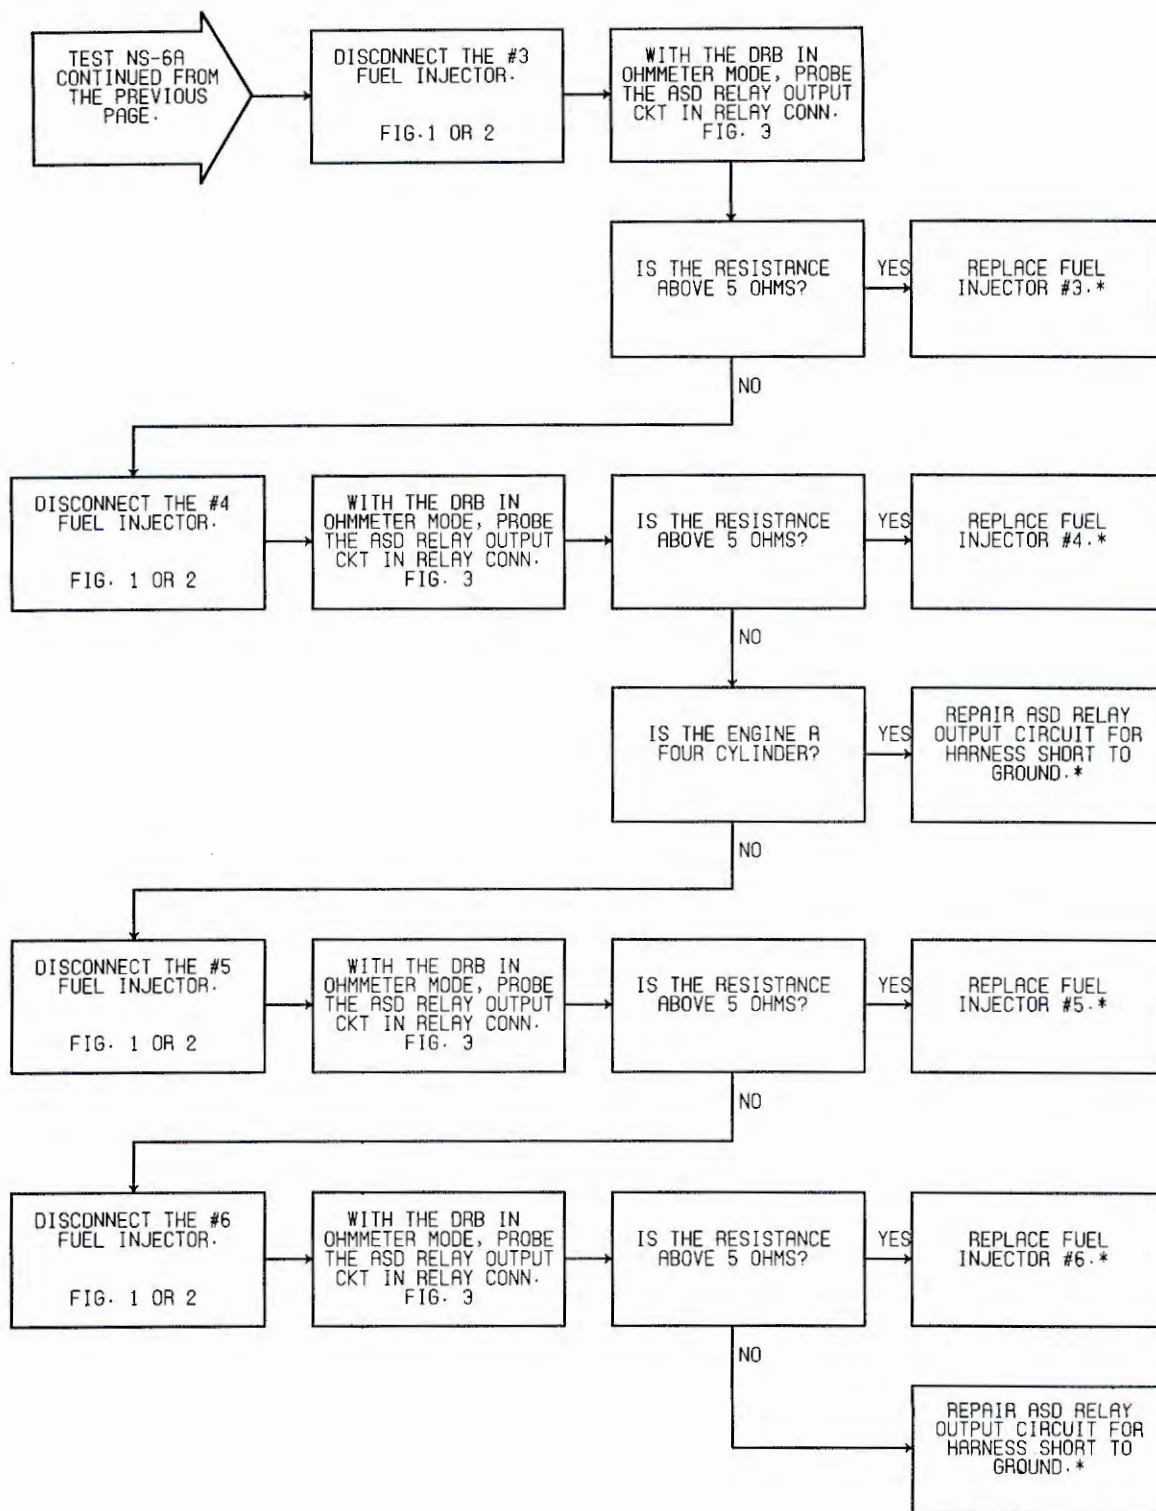 TEST NS-6A
CONTINUED FROM
THE PREVIOUS
PAGE.
DISCONNECT THE #3
FUEL INJECTOR.
FIG.1 OR 2
WITH THE DRB IN
OHMMETER MODE, PROBE
THE ASD RELAY OUTPUT
CKT IN RELAY CONN.
FIG. 3
IS THE RESISTANCE
ABOVE 5 OHMS?
YES
REPLACE FUEL
INJECTOR #3.*
NO
DISCONNECT THE #4
FUEL INJECTOR.
FIG. 1 OR 2
WITH THE DRB IN
OHMMETER MODE, PROBE
THE ASD RELAY OUTPUT
CKT IN RELAY CONN.
FIG. 3
IS THE RESISTANCE
ABOVE 5 OHMS?
YES
REPLACE FUEL
INJECTOR #4.*
NO
IS THE ENGINE A
FOUR CYLINDER?
YES
REPAIR ASD RELAY
OUTPUT CIRCUIT FOR
HARNESS SHORT TO
GROUND.*
NO
DISCONNECT THE #5
FUEL INJECTOR.
FIG. 1 OR 2
WITH THE DRB IN
OHMMETER MODE, PROBE
THE ASD RELAY OUTPUT
CKT IN RELAY CONN.
FIG. 3
IS THE RESISTANCE
ABOVE 5 OHMS?
YES
REPLACE FUEL
INJECTOR #5.*
NO
DISCONNECT THE #6
FUEL INJECTOR.
FIG. 1 OR 2
WITH THE DRB IN
OHMMETER MODE, PROBE
THE ASD RELAY OUTPUT
CKT IN RELAY CONN.
FIG. 3
IS THE RESISTANCE
ABOVE 5 OHMS?
YES
REPLACE FUEL
INJECTOR #6.*
NO
REPAIR ASD RELAY
OUTPUT CIRCUIT FOR
HARNESS SHORT TO
GROUND.*